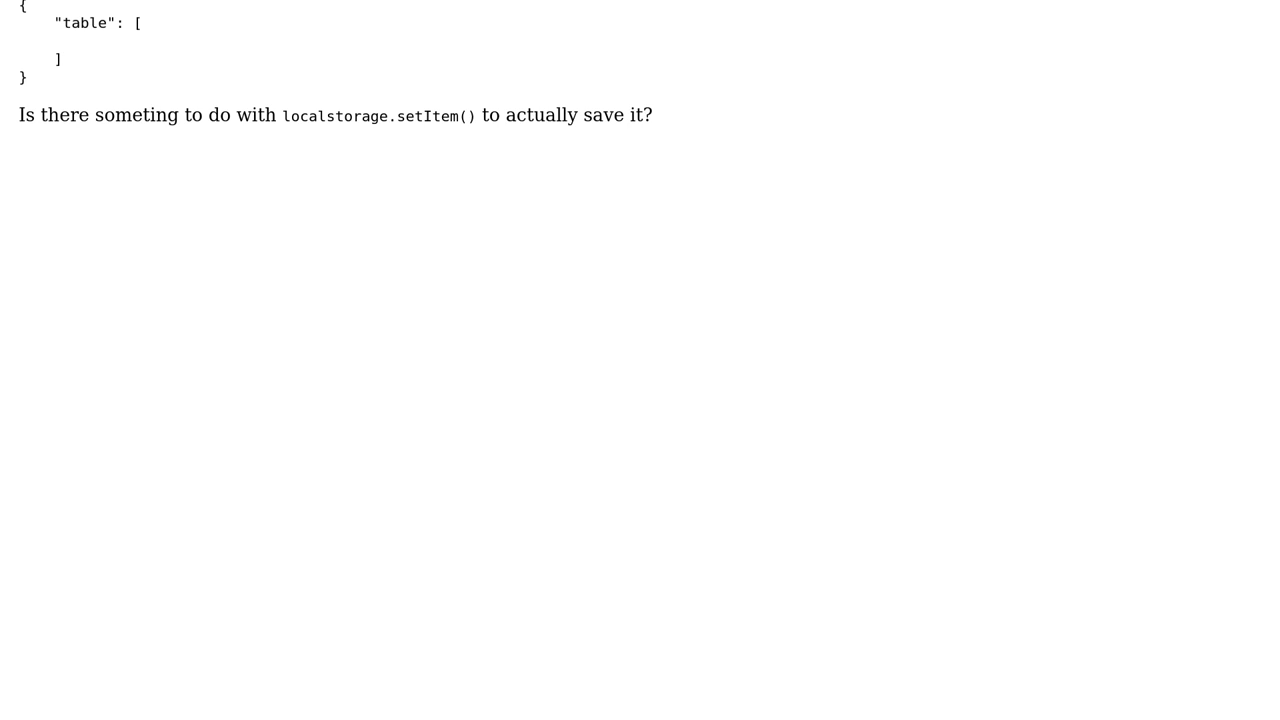 {
    "table": [
    ]
}
Is there someting to do with localstorage.setItem() to actually save it?